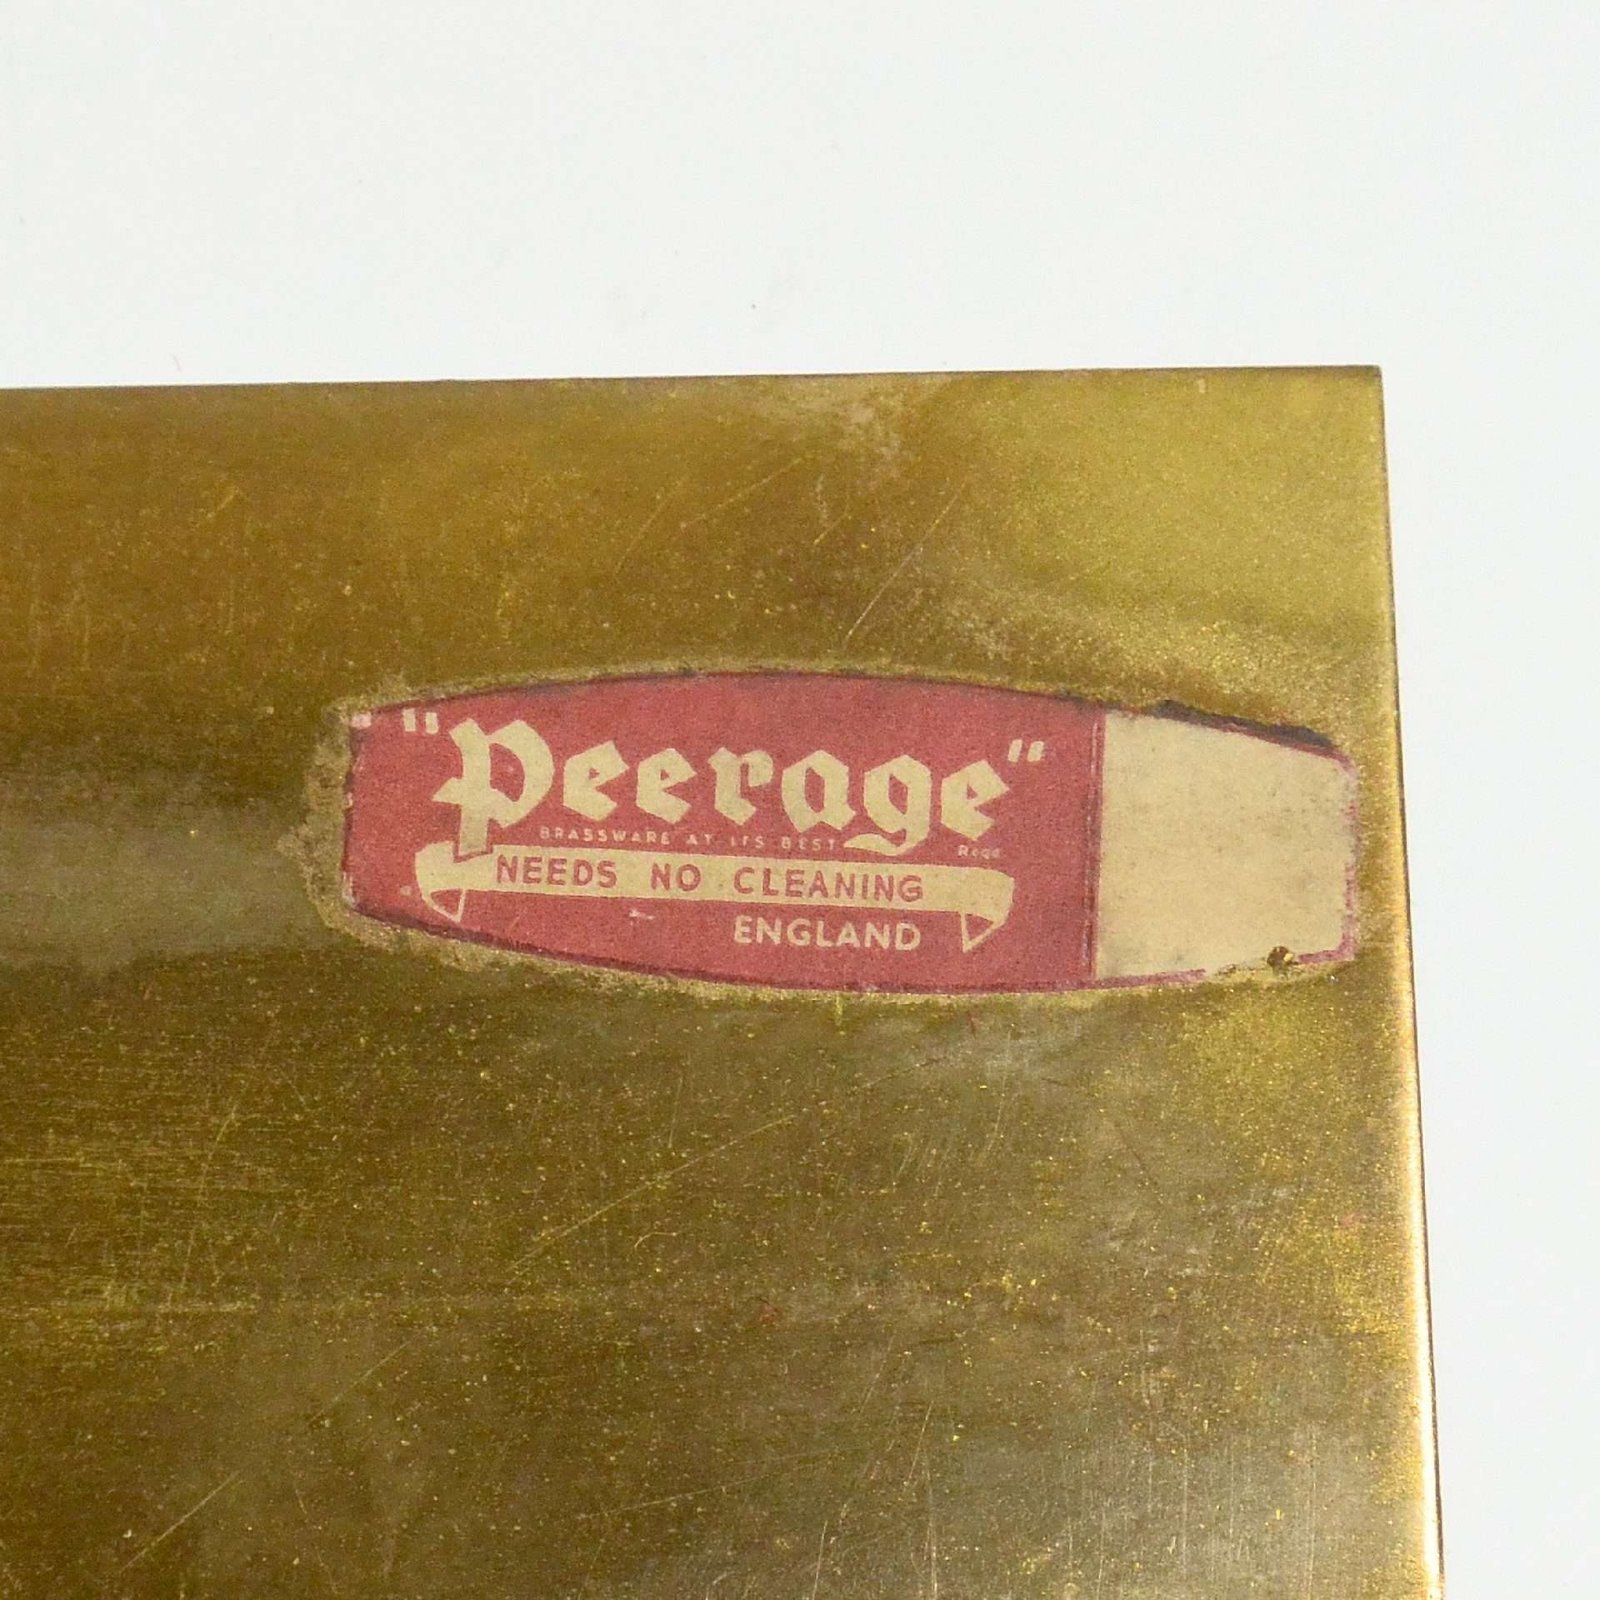 "Peerage"
BRASSWARE AT ITS BEST
Regd
NEEDS NO CLEANING
ENGLAND